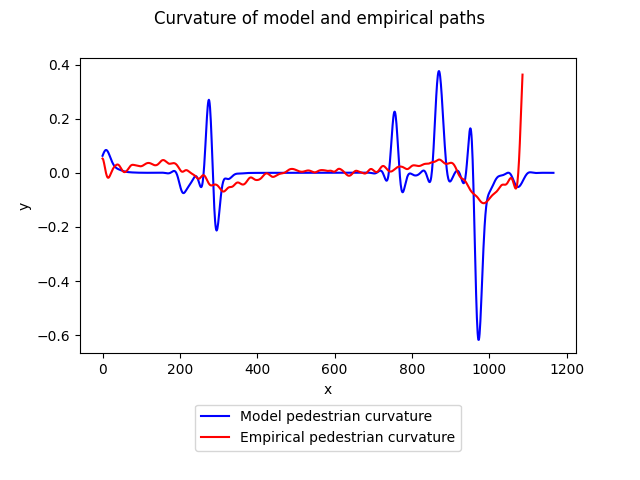 Curvature of model and empirical paths
0.4
0.2
0.0
−0.2
−0.4
−0.6
y
0 200 400 600 800 1000 1200
x
Model pedestrian curvature
Empirical pedestrian curvature